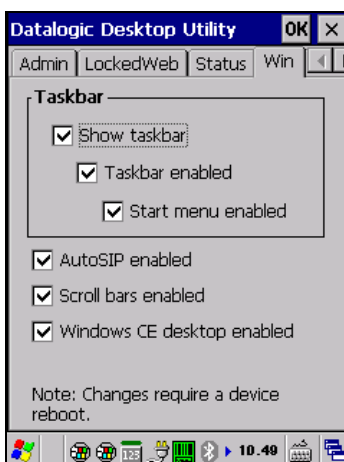 Datalogic Desktop Utility OK
Admin LockedWeb Status Win
Taskbar
Show taskbar
Taskbar enabled
Start menu enabled
AutoSIP enabled
Scroll bars enabled
Windows CE desktop enabled
Note: Changes require a device
reboot.
123 10.49